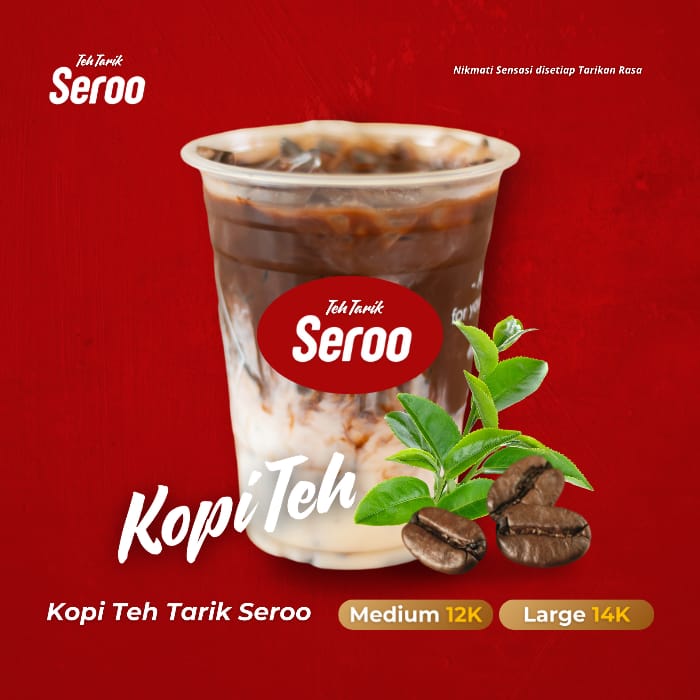 Teh Tarik
Seroo
Nikmati Sensasi disetiap Tarikan Rasa
Teh Tarik
Seroo
Kopi Teh
Kopi Teh Tarik Seroo
Medium 12K
Large 14K